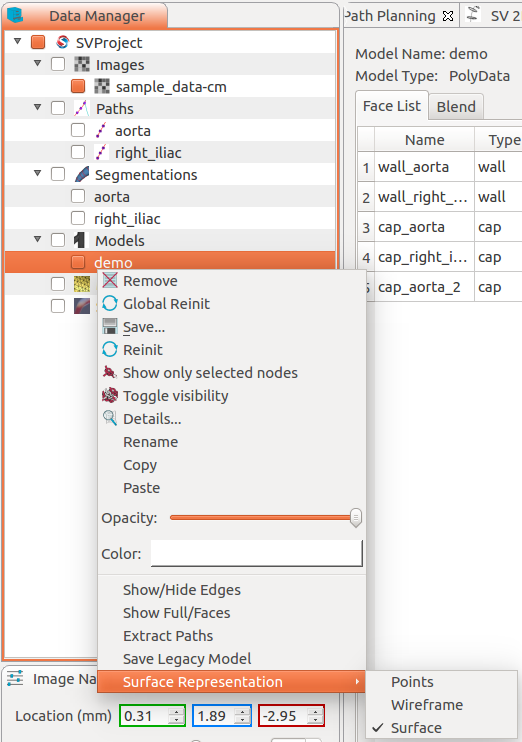 Data Manager
Path Planning
SV 2
SVProject
Images
sample_data-cm
Paths
aorta
right_iliac
Segmentations
aorta
right_iliac
Models
demo
Model Name: demo
Model Type: PolyData
Face List
Blend
Name
Type
1 wall_aorta wall
2 wall_right_... wall
3 cap_aorta cap
4 cap_right_i... cap
5 cap_aorta_2 cap
Remove
Global Reinit
Save...
Reinit
Show only selected nodes
Toggle visibility
Details...
Rename
Copy
Paste
Opacity:
Color:
Show/Hide Edges
Show Full/Faces
Extract Paths
Save Legacy Model
Surface Representation
Points
Wireframe
Surface
Image Na
Location (mm) 0.31 1.89 -2.95